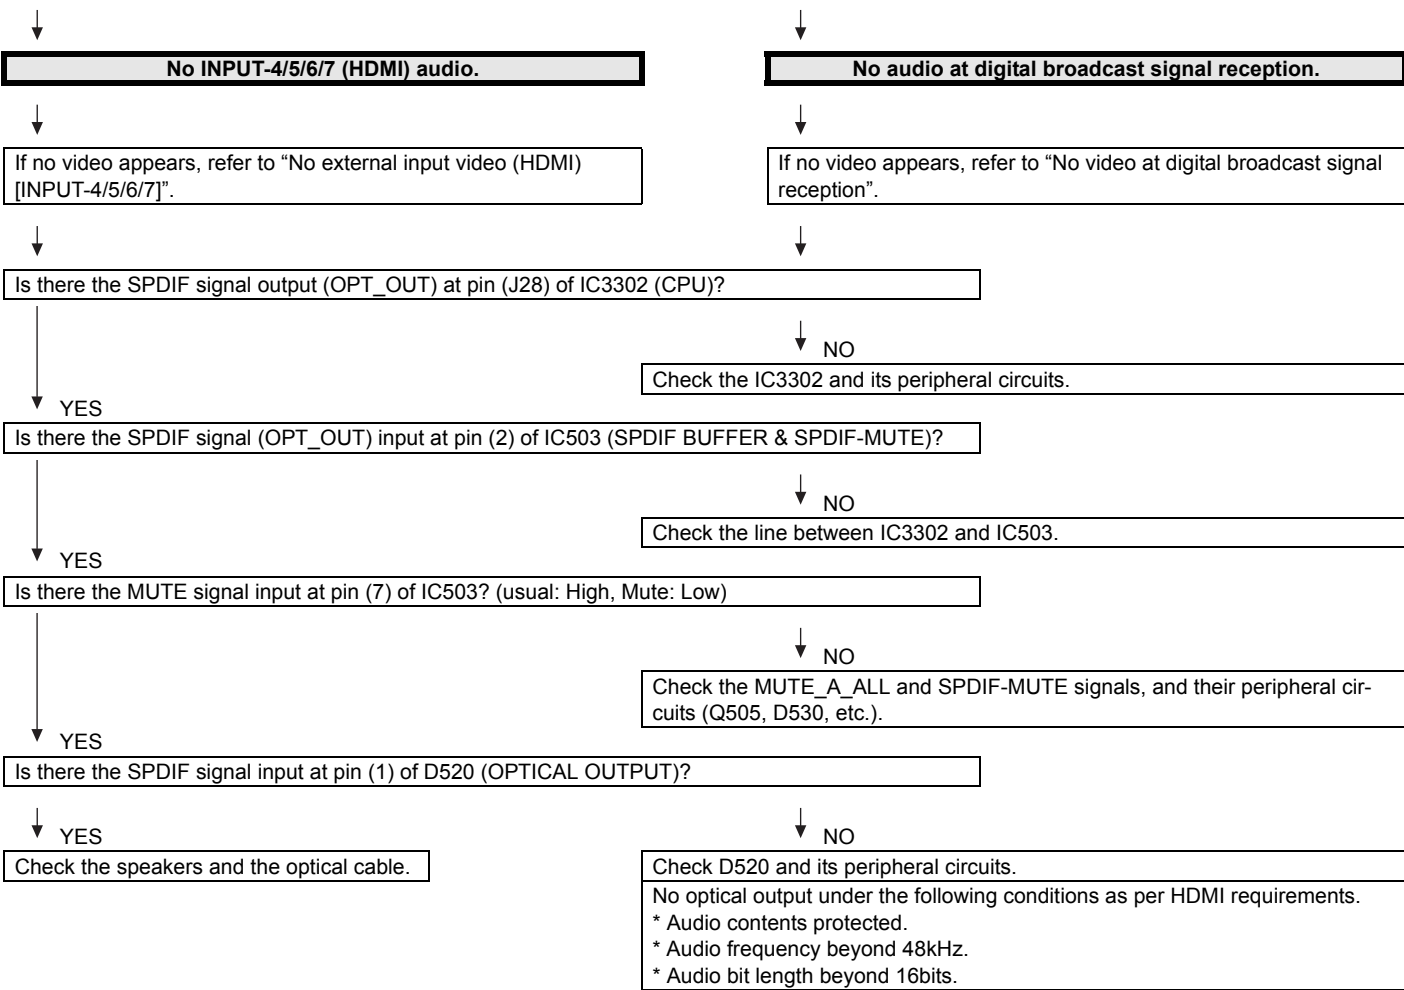 No INPUT-4/5/6/7 (HDMI) audio.
No audio at digital broadcast signal reception.
If no video appears, refer to “No external input video (HDMI)
[INPUT-4/5/6/7]”.
If no video appears, refer to “No video at digital broadcast signal
reception”.
Is there the SPDIF signal output (OPT_OUT) at pin (J28) of IC3302 (CPU)?
NO
Check the IC3302 and its peripheral circuits.
YES
Is there the SPDIF signal (OPT_OUT) input at pin (2) of IC503 (SPDIF BUFFER & SPDIF-MUTE)?
NO
Check the line between IC3302 and IC503.
YES
Is there the MUTE signal input at pin (7) of IC503? (usual: High, Mute: Low)
NO
Check the MUTE_A_ALL and SPDIF-MUTE signals, and their peripheral cir-
cuits (Q505, D530, etc.).
YES
Is there the SPDIF signal input at pin (1) of D520 (OPTICAL OUTPUT)?
YES
NO
Check the speakers and the optical cable.
Check D520 and its peripheral circuits.
No optical output under the following conditions as per HDMI requirements.
* Audio contents protected.
* Audio frequency beyond 48kHz.
* Audio bit length beyond 16bits.